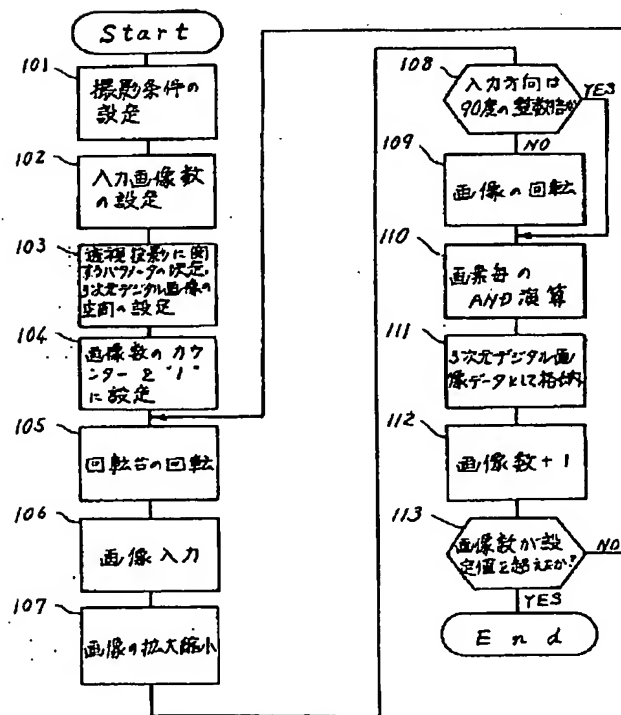 Start
101
撮影条件の
設定
102
入力画像数
の設定
103
透視投影に関
するパラメータの決定,
3次元デジタル画像の
空間の設定
104
画像数のカウ
ンターを"1"
に設定
105
回転台の回転
106
画像入力
107
画像の拡大縮小
108
入力方向は
90度の整数倍か
YES
NO
109
画像の回転
110
画素毎の
AND演算
111
3次元デジタル画
像データとして格納
112
画像数+1
113
画像数が設
定値を超えたか?
NO
YES
End